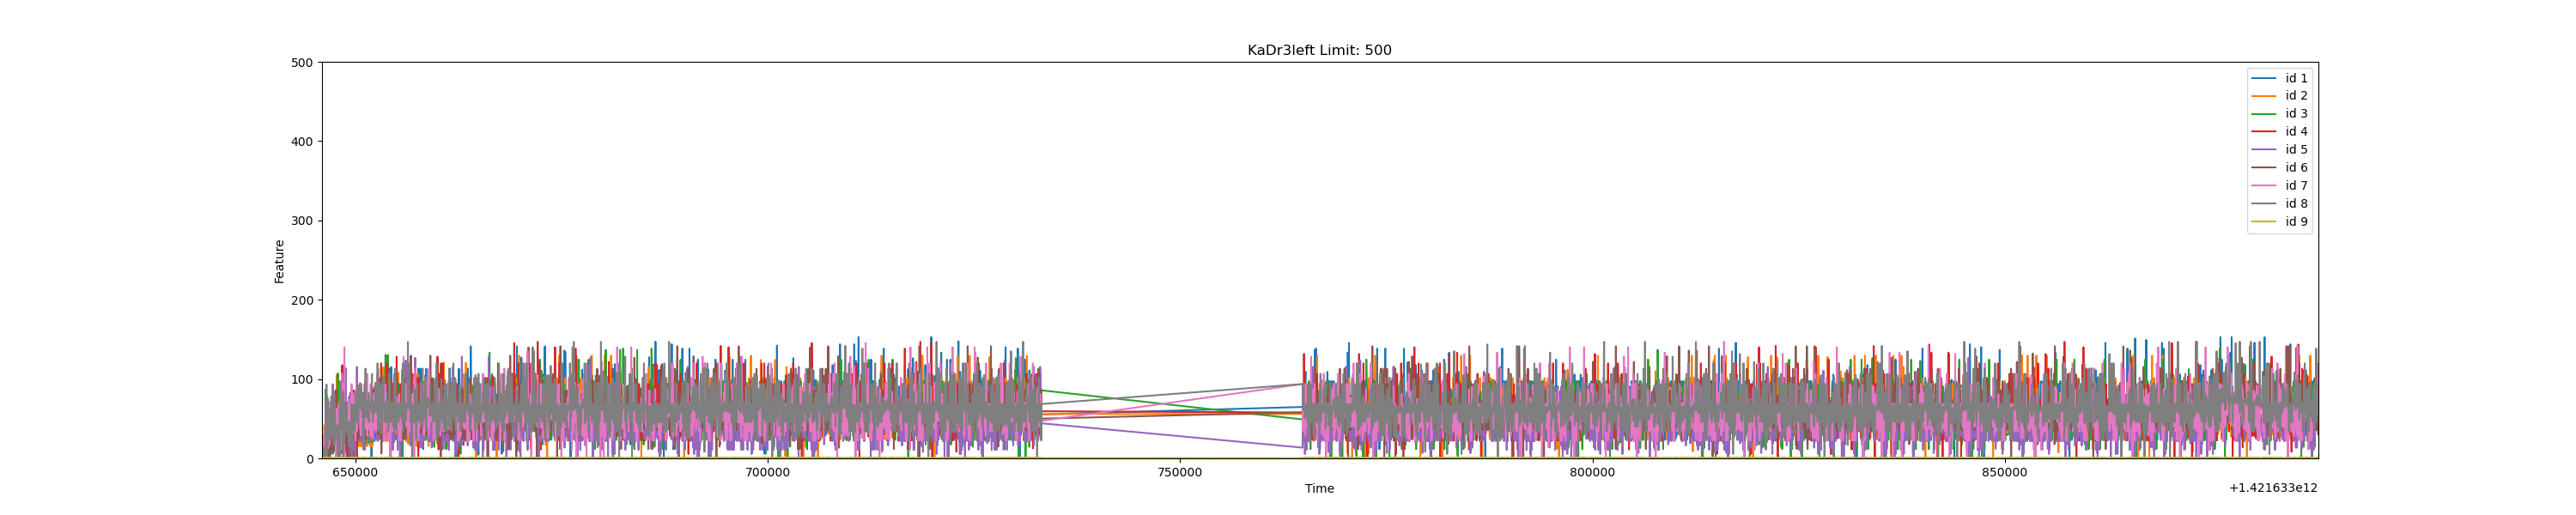 KaDr3left Limit: 500
500
400
300
200
100
0
Feature
id 1
id 2
id 3
id 4
id 5
id 6
id 7
id 8
id 9
650000 700000 750000 800000 850000
Time
+1.421633e12